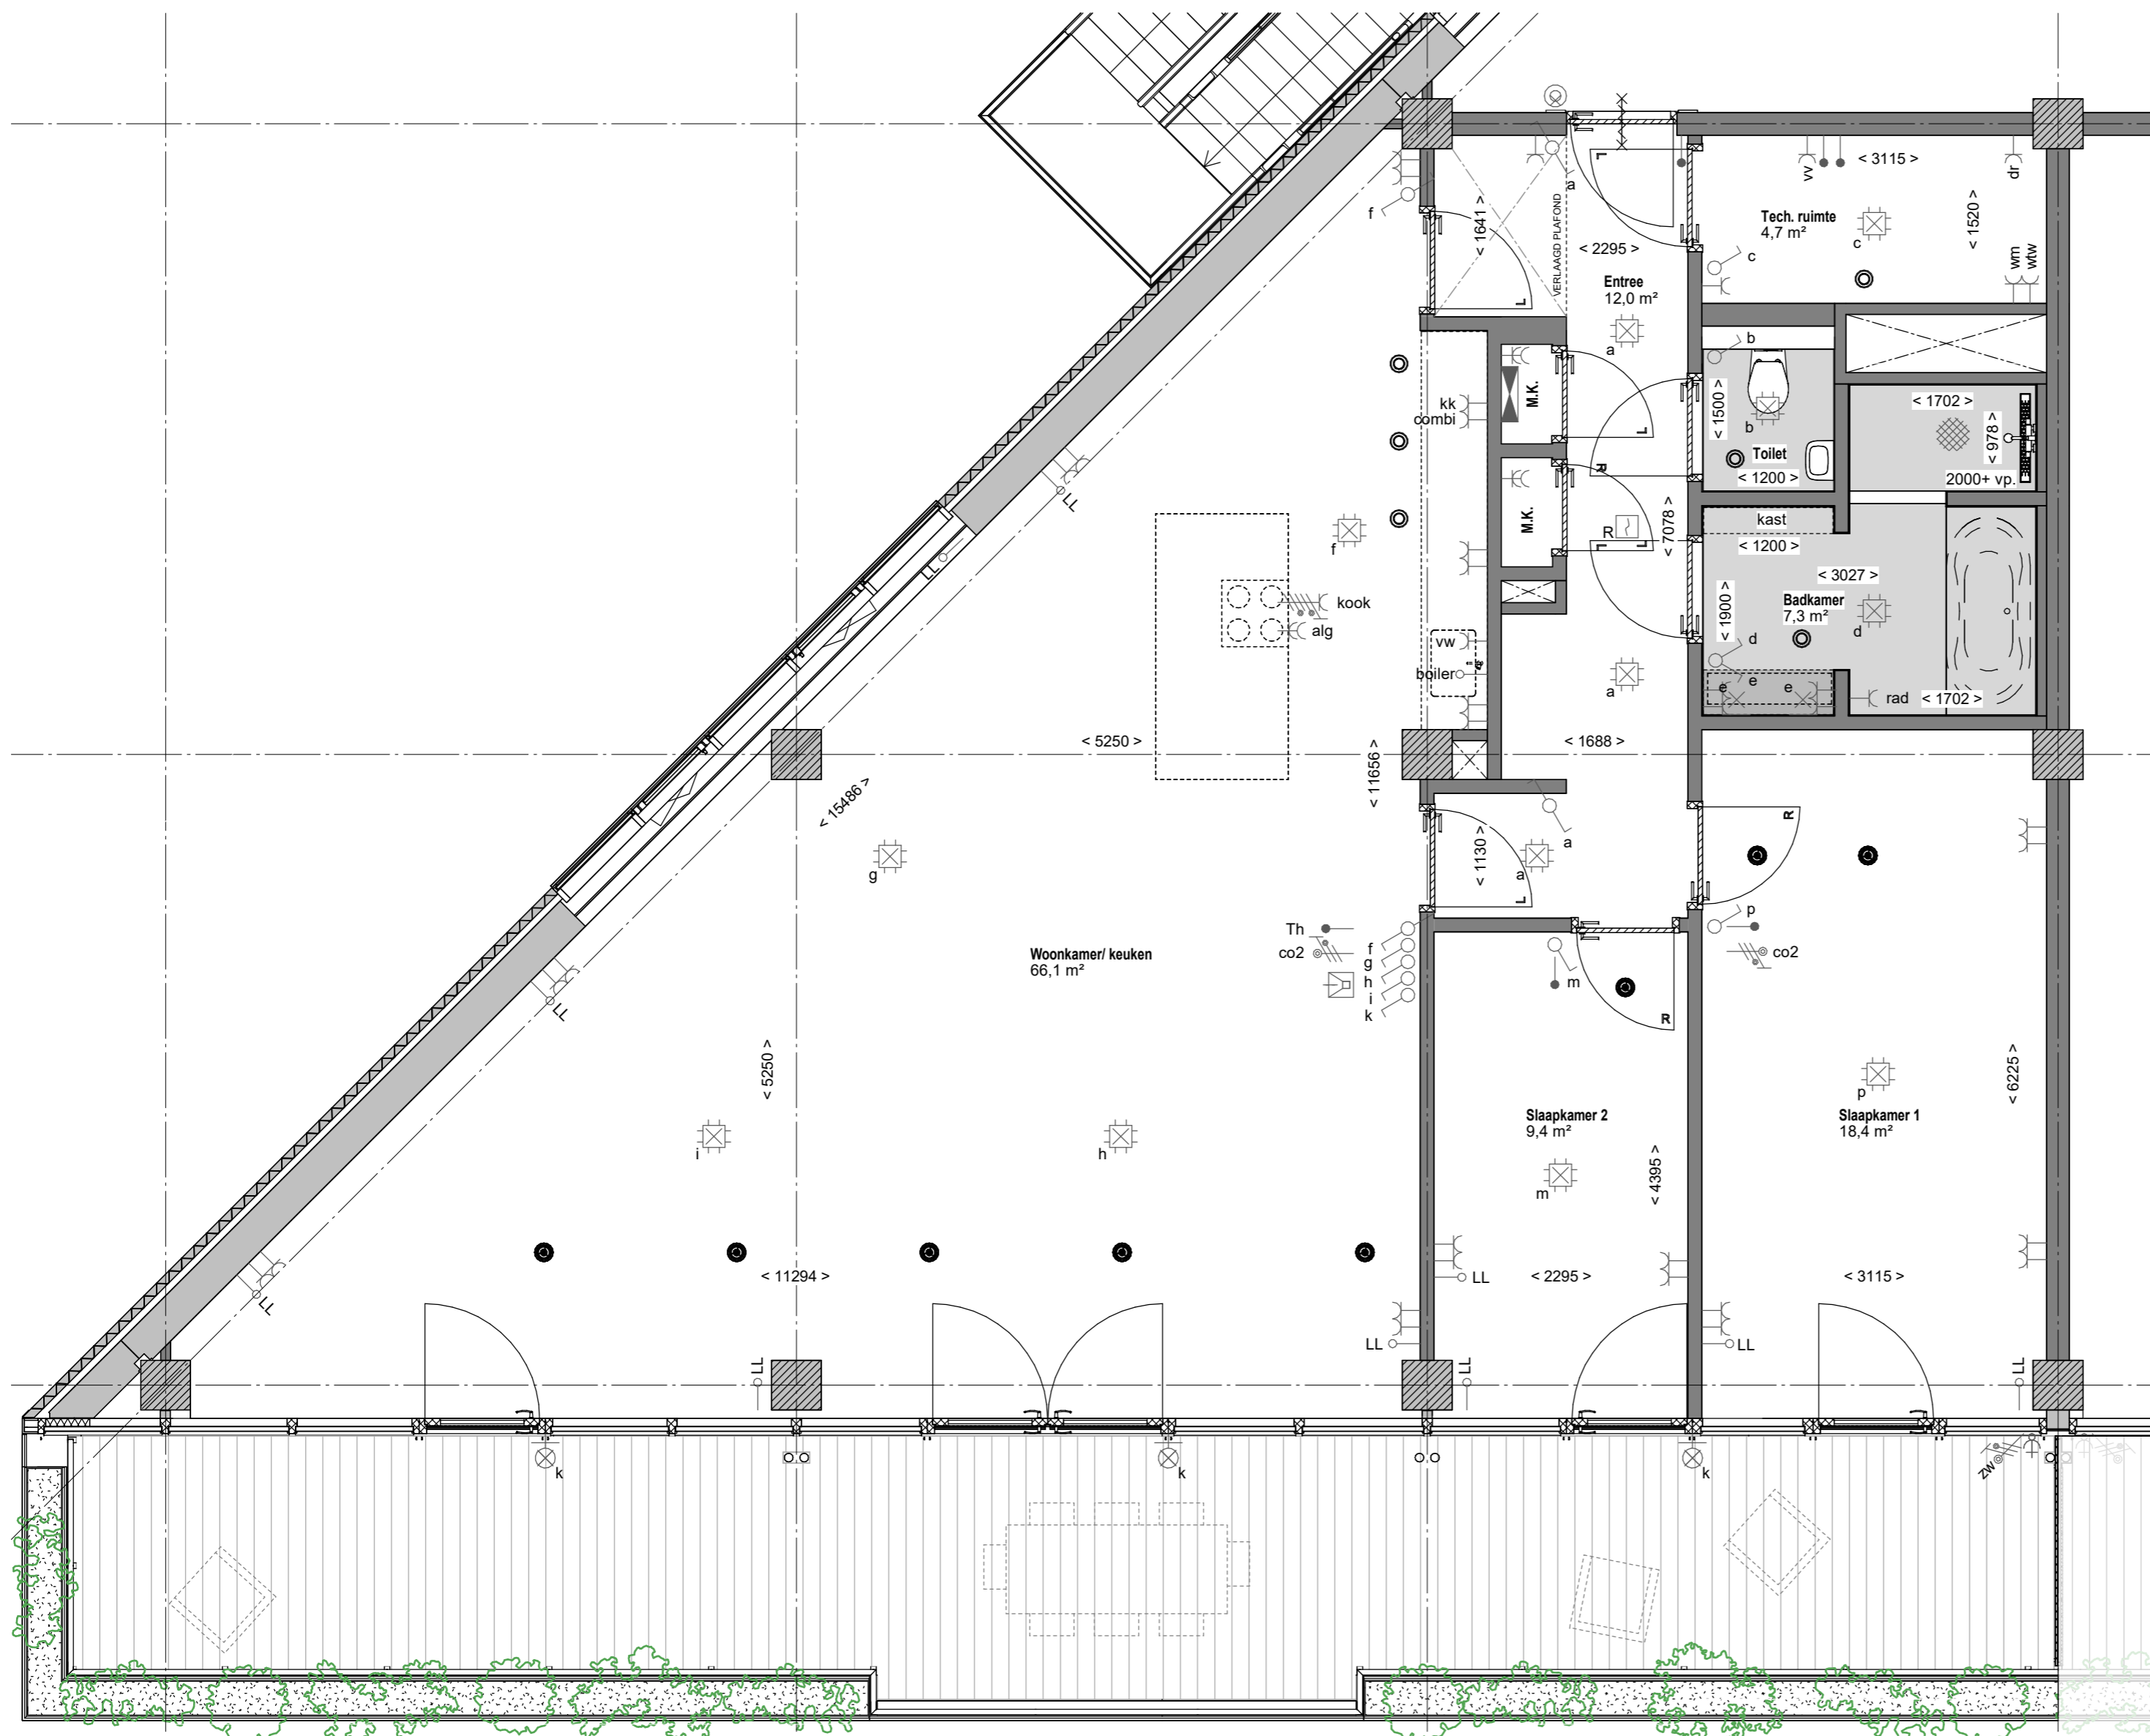 vv
< 3115 >
dr
a
f
< 1641 >
VERLAAGD PLAFOND
L
< 2295 >
Tech. ruimte
4,7 m²
c
c
< 1520 >
wm
wtw
Entree
12,0 m²
L
a
b
kk
combi
M.K.
< 1500 >
b
< 1702 >
< 978 >
L
R
Toilet
< 1200 >
2000+ vp.
LL
LL
f
M.K.
R
< 7078 >
L
kast
< 1200 >
< 3027 >
kook
alg
Badkamer
7,3 m²
< 1900 >
d
d
vw
boiler
a
e
e
e
rad
< 1702 >
< 5250 >
< 11656 >
< 1688 >
< 15486 >
g
< 1130 >
a
a
L
R
p
Th
co2
f
g
h
i
k
Woonkamer/ keuken
66,1 m²
m
co2
LL
R
< 5250 >
< 6225 >
p
Slaapkamer 2
9,4 m²
Slaapkamer 1
18,4 m²
i
h
m
< 4395 >
< 11294 >
LL
< 2295 >
< 3115 >
LL
LL
LL
LL
LL
LL
k
k
k
zw